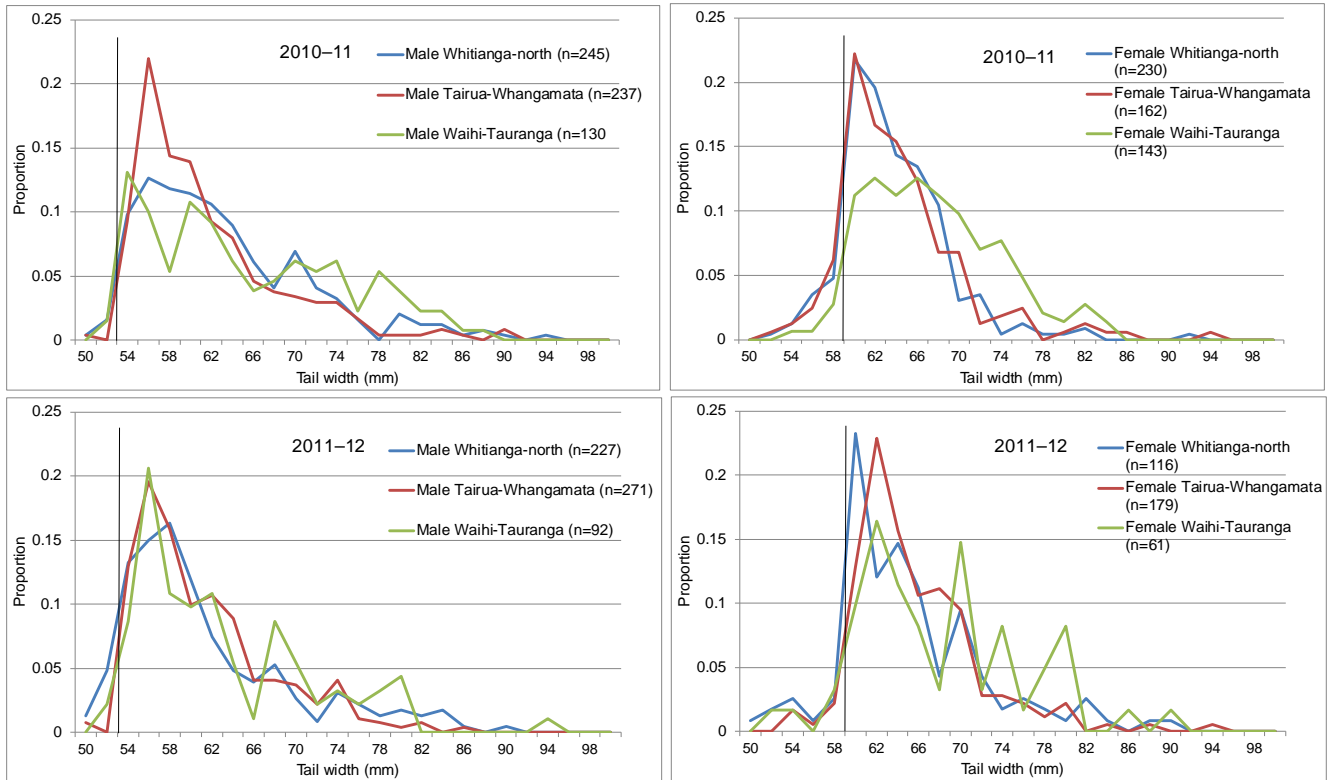 0.25
0.2
0.15
0.1
0.05
0
Proportion
2010–11
Male Whitianga-north (n=245)
Male Tairua-Whangamata (n=237)
Male Waihi-Tauranga (n=130
50 54 58 62 66 70 74 78 82 86 90 94 98
Tail width (mm)
0.25
0.2
0.15
0.1
0.05
0
Proportion
2010–11
Female Whitianga-north
(n=230)
Female Tairua-Whangamata
(n=162)
Female Waihi-Tauranga
(n=143)
50 54 58 62 66 70 74 78 82 86 90 94 98
Tail width (mm)
0.25
0.2
0.15
0.1
0.05
0
Proportion
2011–12
Male Whitianga-north (n=227)
Male Tairua-Whangamata (n=271)
Male Waihi-Tauranga (n=92)
50 54 58 62 66 70 74 78 82 86 90 94 98
Tail width (mm)
0.25
0.2
0.15
0.1
0.05
0
Proportion
2011–12
Female Whitianga-north
(n=116)
Female Tairua-Whangamata
(n=179)
Female Waihi-Tauranga
(n=61)
50 54 58 62 66 70 74 78 82 86 90 94 98
Tail width (mm)